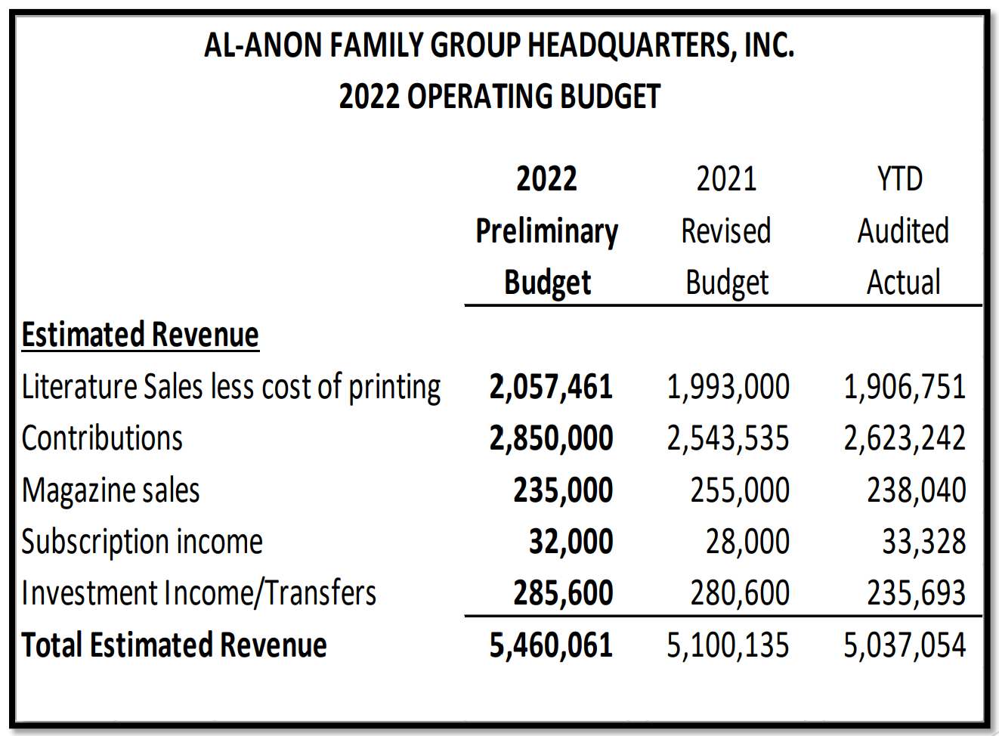 AL-ANON FAMILY GROUP HEADQUARTERS, INC.
2022 OPERATING BUDGET
2022 2021 YTD
Preliminary Revised Audited
Budget Budget Actual
Estimated Revenue
Literature Sales less cost of printing 2,057,461 1,993,000 1,906,751
Contributions 2,850,000 2,543,535 2,623,242
Magazine sales 235,000 255,000 238,040
Subscription income 32,000 28,000 33,328
Investment Income/Transfers 285,600 280,600 235,693
Total Estimated Revenue 5,460,061 5,100,135 5,037,054